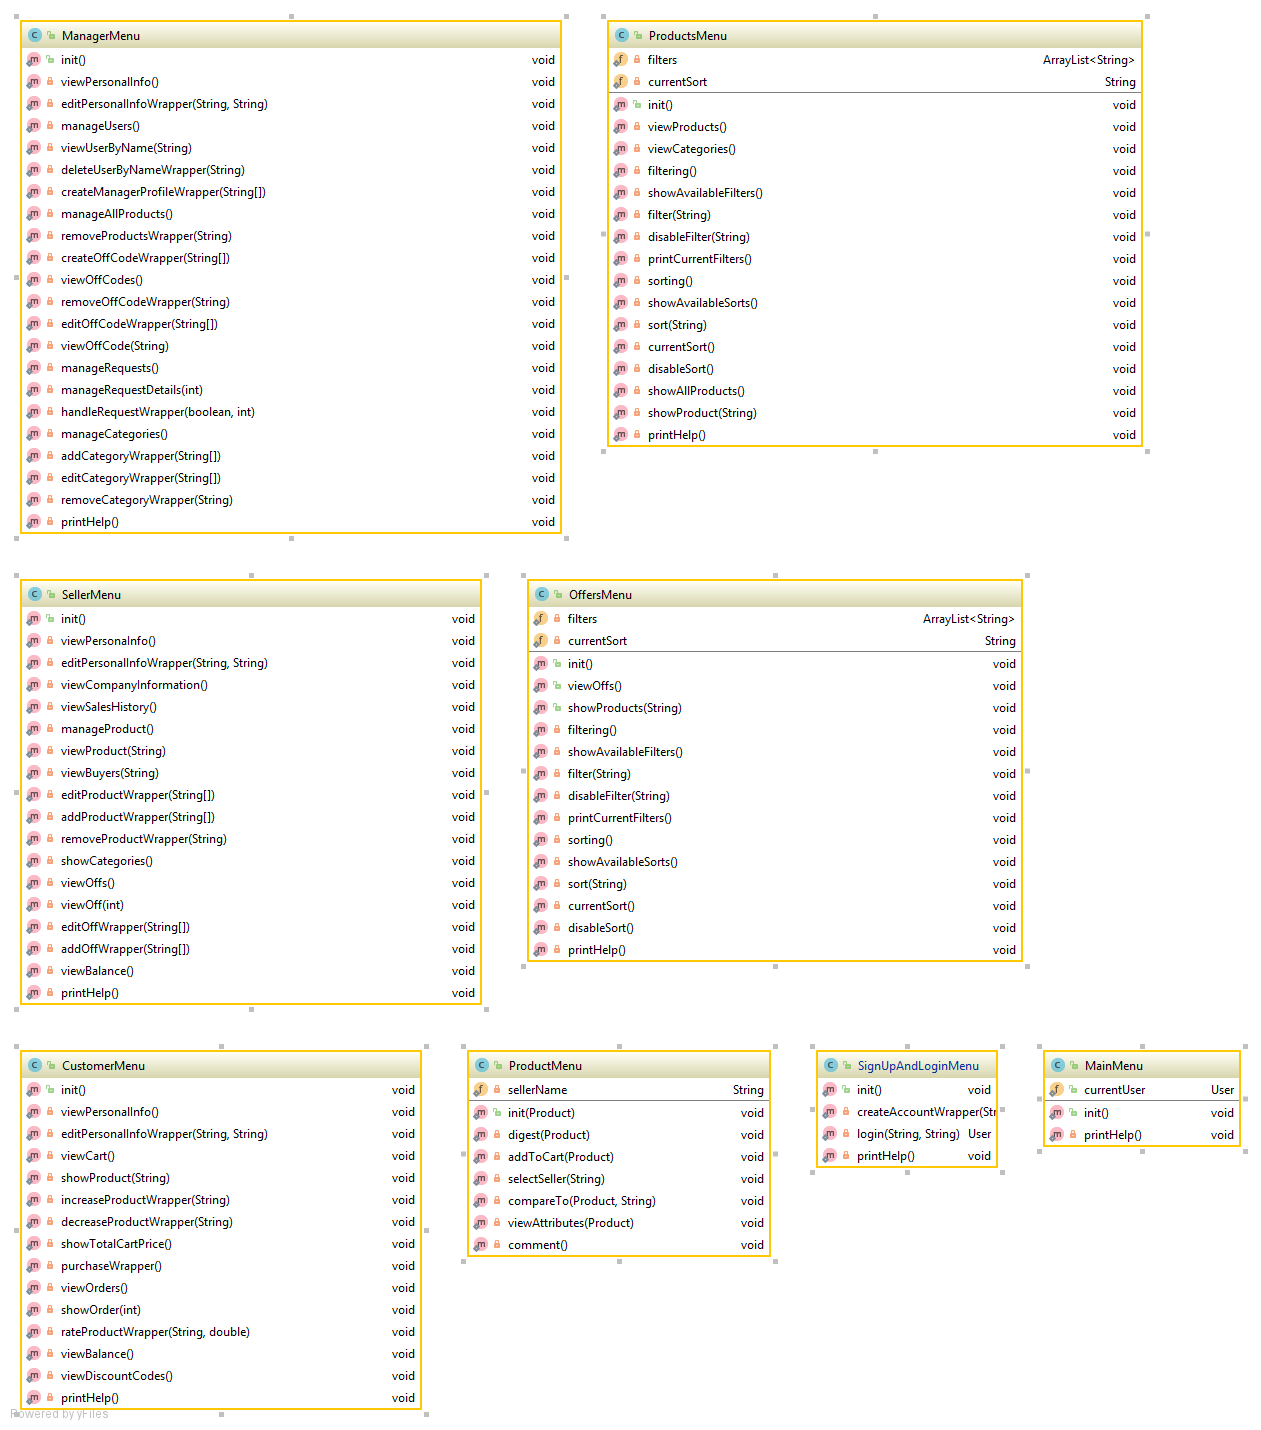 ManagerMenu
init() void
viewPersonalInfo() void
editPersonalInfoWrapper(String, String) void
manageUsers() void
viewUserByName(String) void
deleteUserByNameWrapper(String) void
createManagerProfileWrapper(String[]) void
manageAllProducts() void
removeProductsWrapper(String) void
createOffCodeWrapper(String[]) void
viewOffCodes() void
removeOffCodeWrapper(String) void
editOffCodeWrapper(String[]) void
viewOffCode(String) void
manageRequests() void
manageRequestDetails(int) void
handleRequestWrapper(boolean, int) void
manageCategories() void
addCategoryWrapper(String[]) void
editCategoryWrapper(String[]) void
removeCategoryWrapper(String) void
printHelp() void
ProductsMenu
filters ArrayList<String>
currentSort String
init() void
viewProducts() void
viewCategories() void
filtering() void
showAvailableFilters() void
filter(String) void
disableFilter(String) void
printCurrentFilters() void
sorting() void
showAvailableSorts() void
sort(String) void
currentSort() void
disableSort() void
showAllProducts() void
showProduct(String) void
printHelp() void
SellerMenu
init() void
viewPersonaInfo() void
editPersonalInfoWrapper(String, String) void
viewCompanyInformation() void
viewSalesHistory() void
manageProduct() void
viewProduct(String) void
viewBuyers(String) void
editProductWrapper(String[]) void
addProductWrapper(String[]) void
removeProductWrapper(String) void
showCategories() void
viewOffs() void
viewOff(int) void
editOffWrapper(String[]) void
addOffWrapper(String[]) void
viewBalance() void
printHelp() void
OffersMenu
filters ArrayList<String>
currentSort String
init() void
viewOffs() void
showProducts(String) void
filtering() void
showAvailableFilters() void
filter(String) void
disableFilter(String) void
printCurrentFilters() void
sorting() void
showAvailableSorts() void
sort(String) void
currentSort() void
disableSort() void
printHelp() void
CustomerMenu
init() void
viewPersonalInfo() void
editPersonalInfoWrapper(String, String) void
viewCart() void
showProduct(String) void
increaseProductWrapper(String) void
decreaseProductWrapper(String) void
showTotalCartPrice() void
purchaseWrapper() void
viewOrders() void
showOrder(int) void
rateProductWrapper(String, double) void
viewBalance() void
viewDiscountCodes() void
printHelp() void
ProductMenu
sellerName String
init(Product) void
digest(Product) void
addToCart(Product) void
selectSeller(String) void
compareTo(Product, String) void
viewAttributes(Product) void
comment() void
SignUpAndLoginMenu
init() void
createAccountWrapper(Str
login(String, String) User
printHelp() void
MainMenu
currentUser User
init() void
printHelp() void
Powered by yFiles